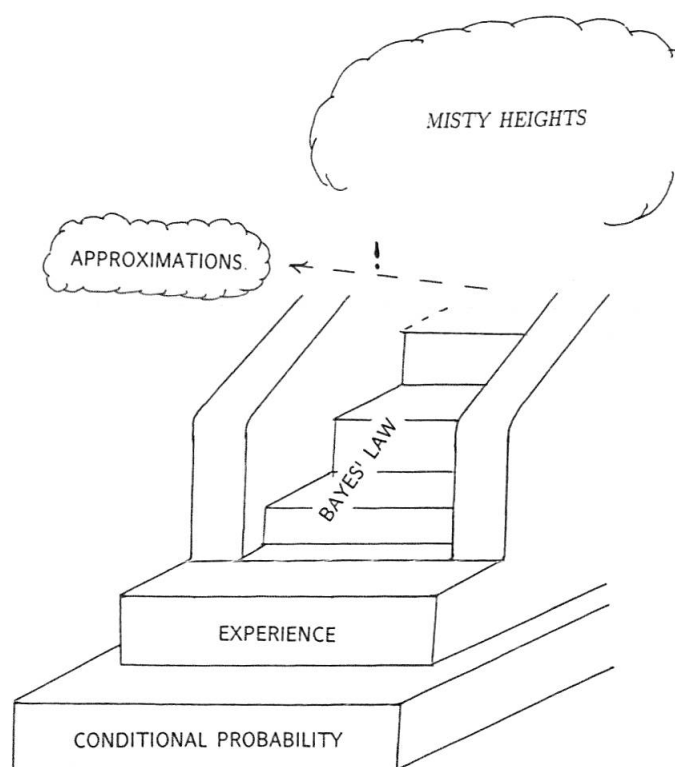 MISTY HEIGHTS
APPROXIMATIONS.
!
BAYES' LAW
EXPERIENCE
CONDITIONAL PROBABILITY